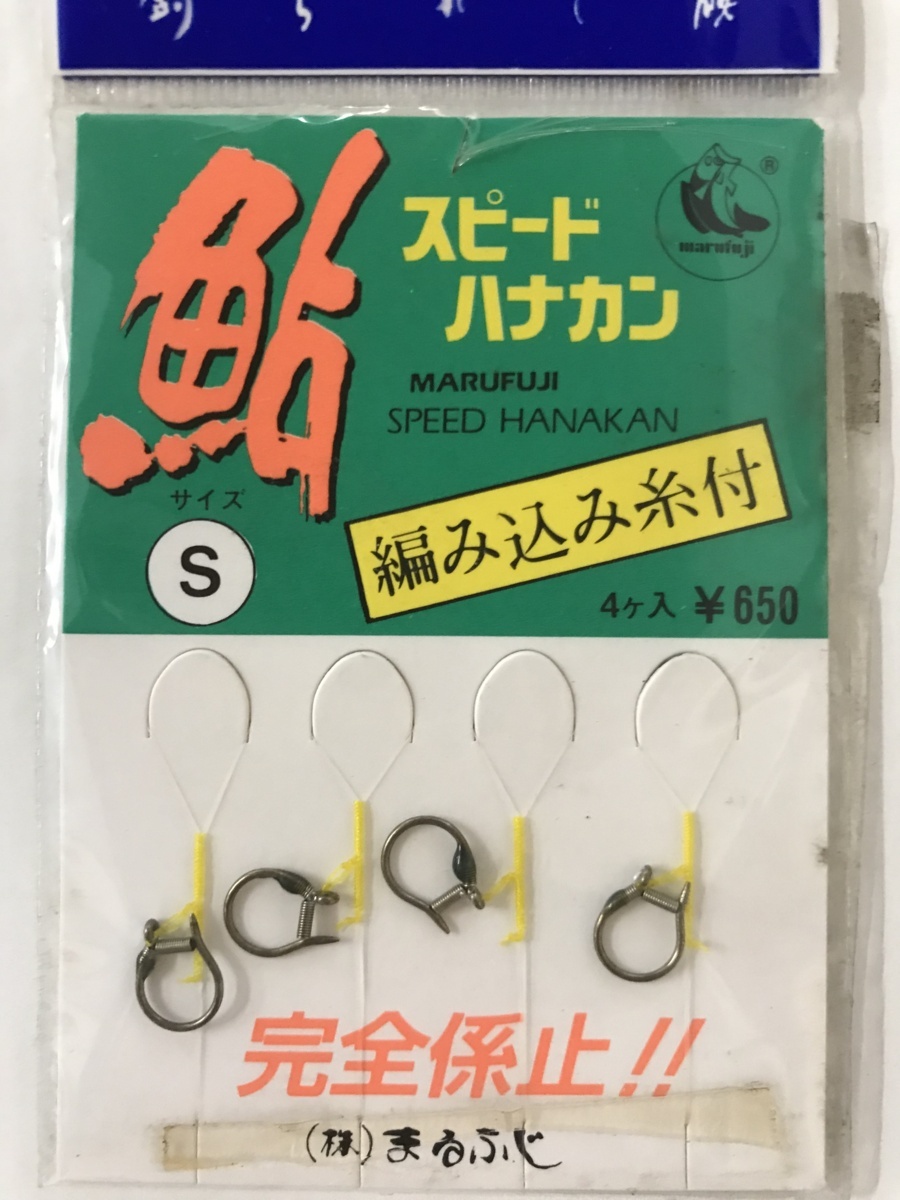 鮎
スピード
ハナカン
marufuji
®
MARUFUJI
SPEED HANAKAN
サイズ
S
編み込み糸付
4ヶ入 ¥650
完全係止!!
(株)まるふじ